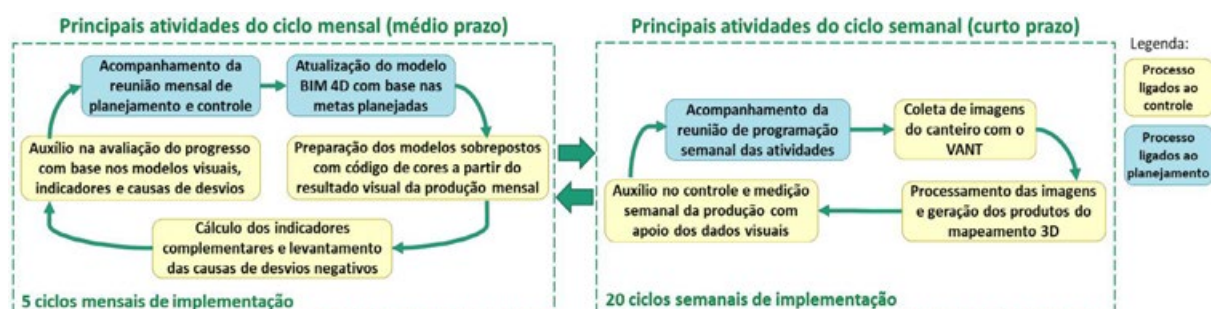 Principais atividades do ciclo mensal (médio prazo)
Acompanhamento da
reunião mensal de
planejamento e controle
Atualização do modelo
BIM 4D com base nas
metas planejadas
Auxílio na avaliação do progresso
com base nos modelos visuais,
indicadores e causas de desvios
Preparação dos modelos sobrepostos
com código de cores a partir do
resultado visual da produção mensal
Cálculo dos indicadores
complementares e levantamento
das causas de desvios negativos
5 ciclos mensais de implementação
Principais atividades do ciclo semanal (curto prazo)
Acompanhamento da
reunião de programação
semanal das atividades
Coleta de imagens
do canteiro com o
VANT
Auxílio no controle e medição
semanal da produção com
apoio dos dados visuais
Processamento das imagens
e geração dos produtos do
mapeamento 3D
20 ciclos semanais de implementação
Legenda:
Processo
ligados ao
controle
Processo
ligados ao
planejamento